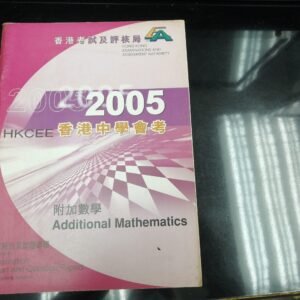 香港考試及評核局
HONG KONG
EXAMINATIONS AND
ASSESSMENT AUTHORITY
2005
2005
HKCEE 香港中學會考
附加數學
Additional Mathematics